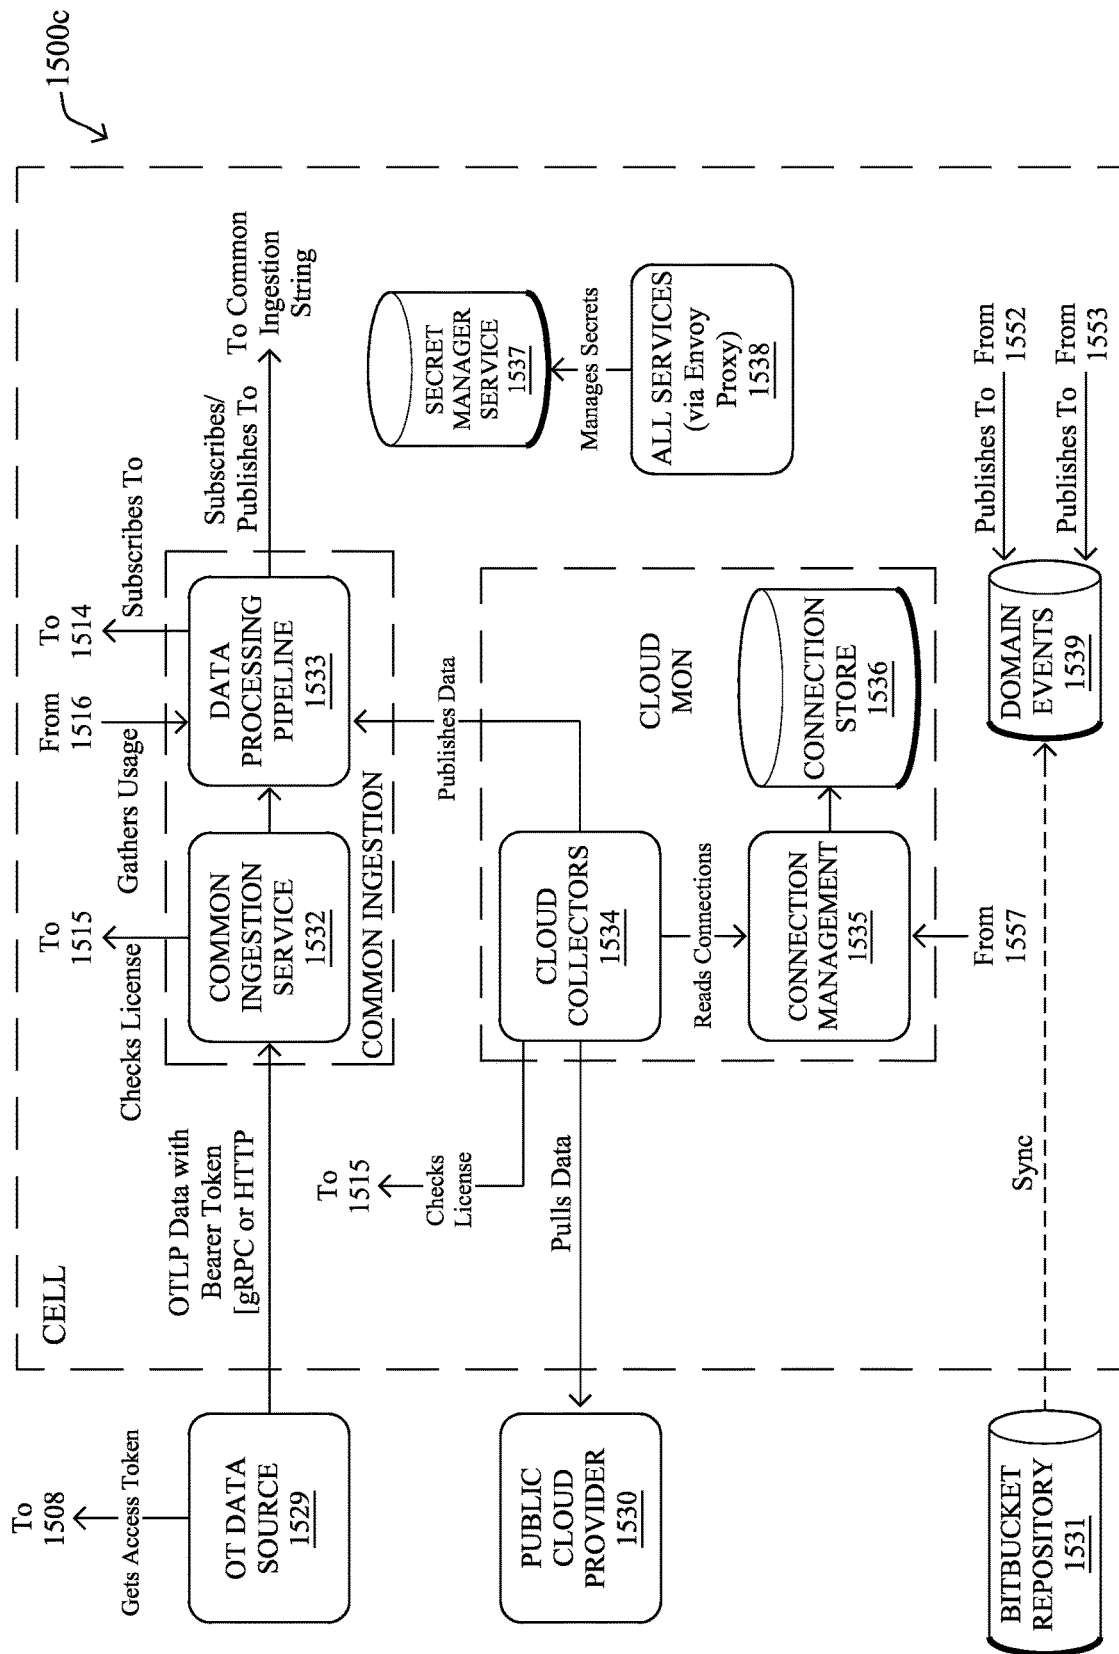 1500c
CELL
To
1508
Gets Access Token
OT DATA
SOURCE
1529
OTLP Data with
Bearer Token
[gRPC or HTTP
To
1515
Checks License
COMMON
INGESTION
SERVICE
1532
From
1516
Gathers Usage
To
1514
Subscribes To
DATA
PROCESSING
PIPELINE
1533
COMMON INGESTION
Subscribes/
Publishes To
To Common
Ingestion
String
PUBLIC
CLOUD
PROVIDER
1530
Pulls Data
To
1515
Checks
License
CLOUD
COLLECTORS
1534
Publishes Data
Reads Connections
CLOUD
MON
CONNECTION
MANAGEMENT
1535
CONNECTION
STORE
1536
From
1557
SECRET
MANAGER
SERVICE
1537
Manages Secrets
ALL SERVICES
(via Envoy
Proxy)
1538
BITBUCKET
REPOSITORY
1531
Sync
DOMAIN
EVENTS
1539
Publishes To
From
1552
Publishes To
From
1553